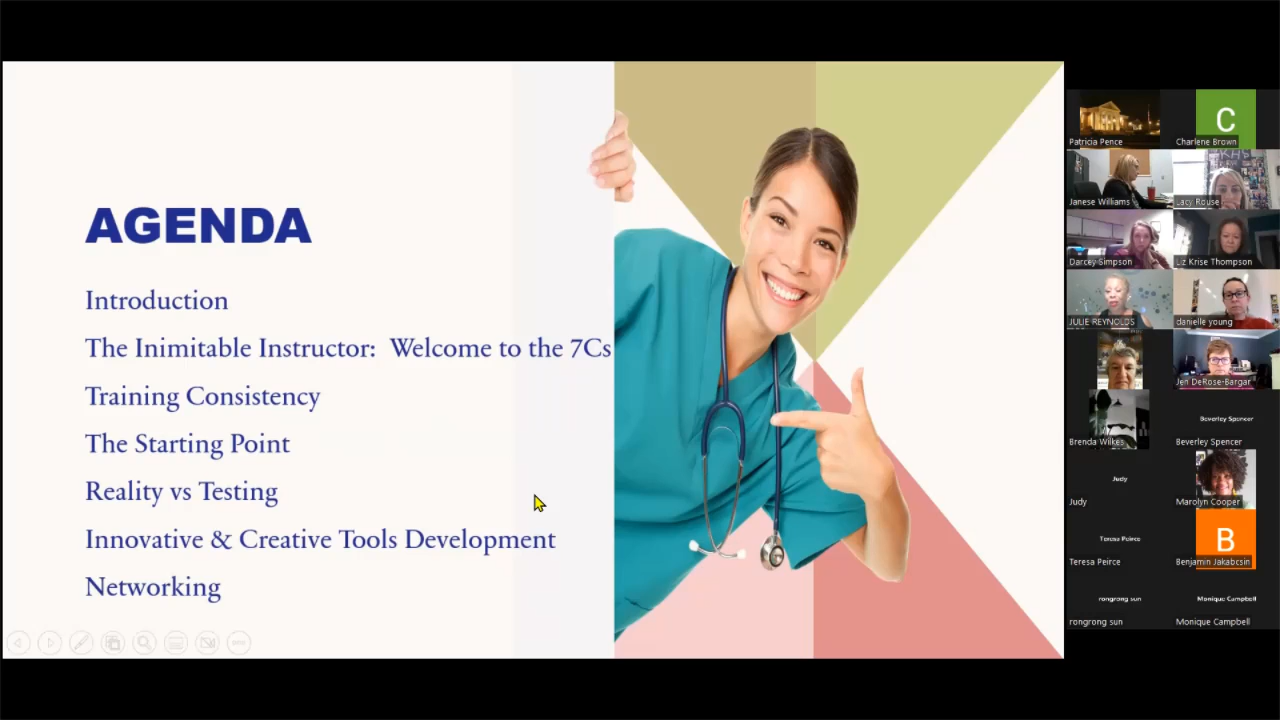 AGENDA
Introduction
The Inimitable Instructor: Welcome to the 7Cs
Training Consistency
The Starting Point
Reality vs Testing
Innovative & Creative Tools Development
Networking
Patricia Pence
C
Charlene Brown
Janese Williams
KHS
Lacy Rouse
Darcey Simpson
Liz Krise Thompson
JULIE REYNOLDS
danielle young
Jen DeRose-Bargar
Brenda Wilkes
Beverley Spencer
Beverley Spencer
Judy
Judy
Marolyn Cooper
Teresa Peirce
Teresa Peirce
B
Benjamin Jakabcsin
rongrong sun
rongrong sun
Monique Campbell
Monique Campbell